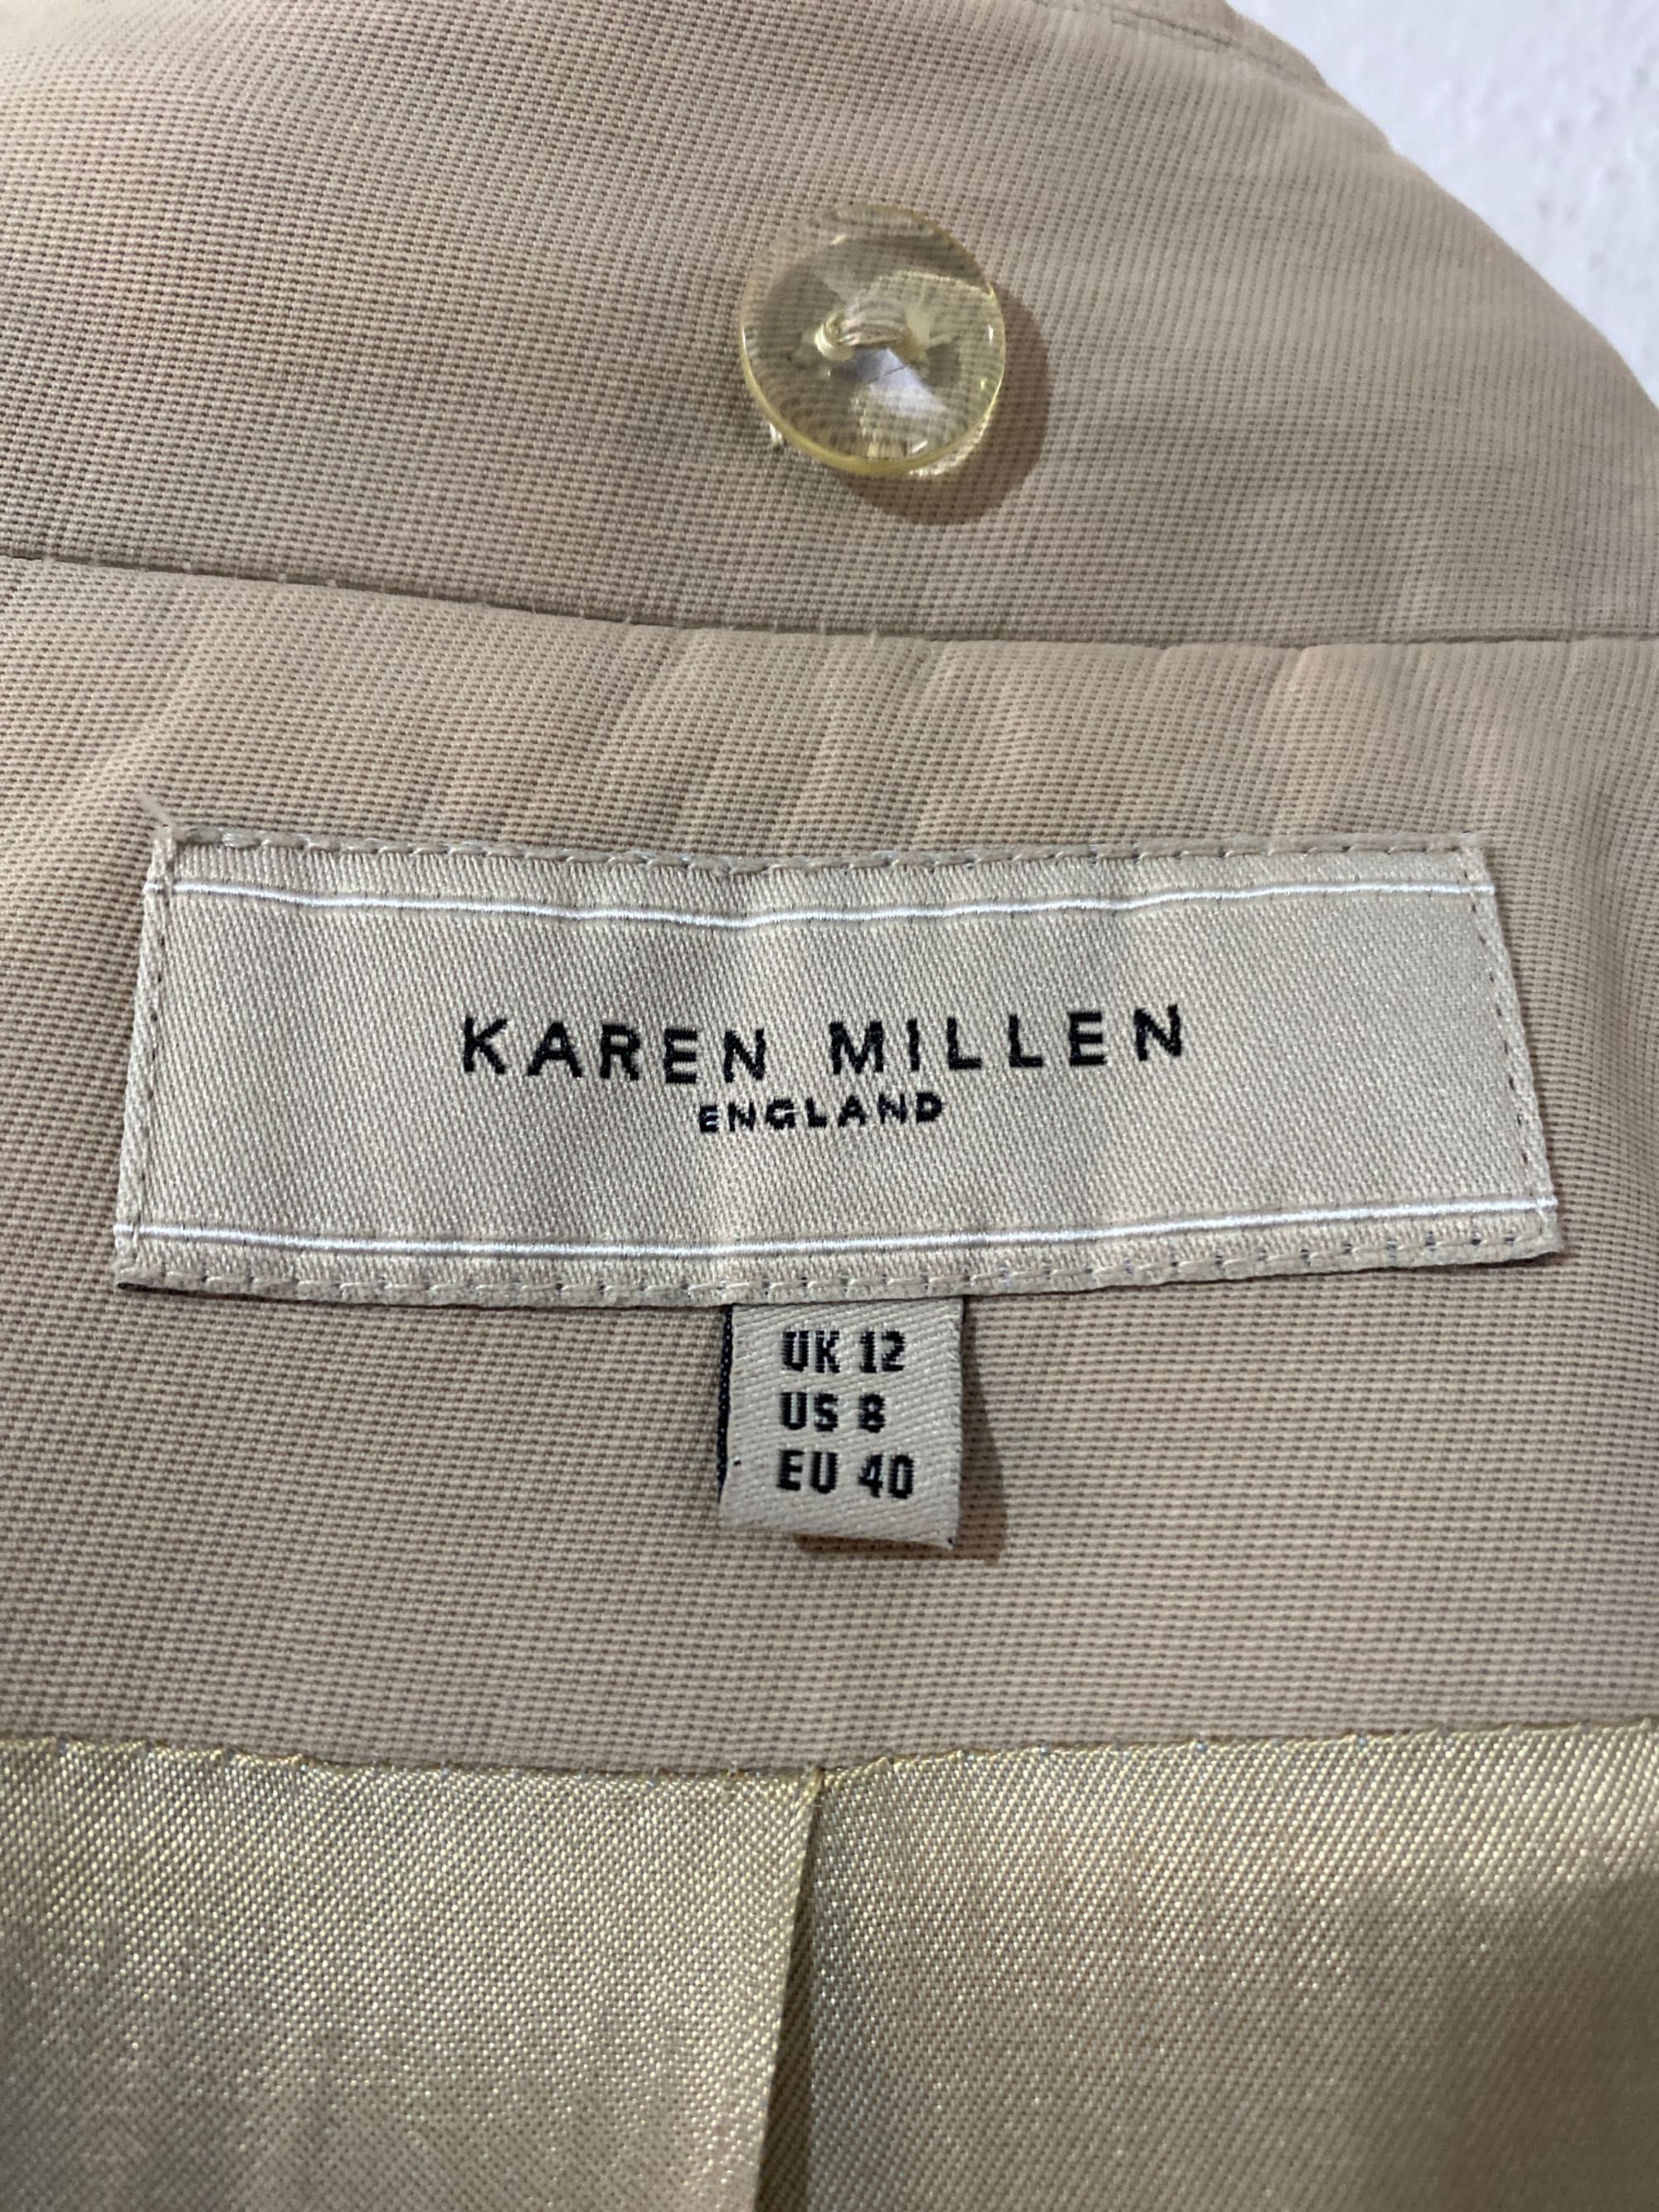 KAREN MILLEN
ENGLAND
UK 12
US 8
EU 40